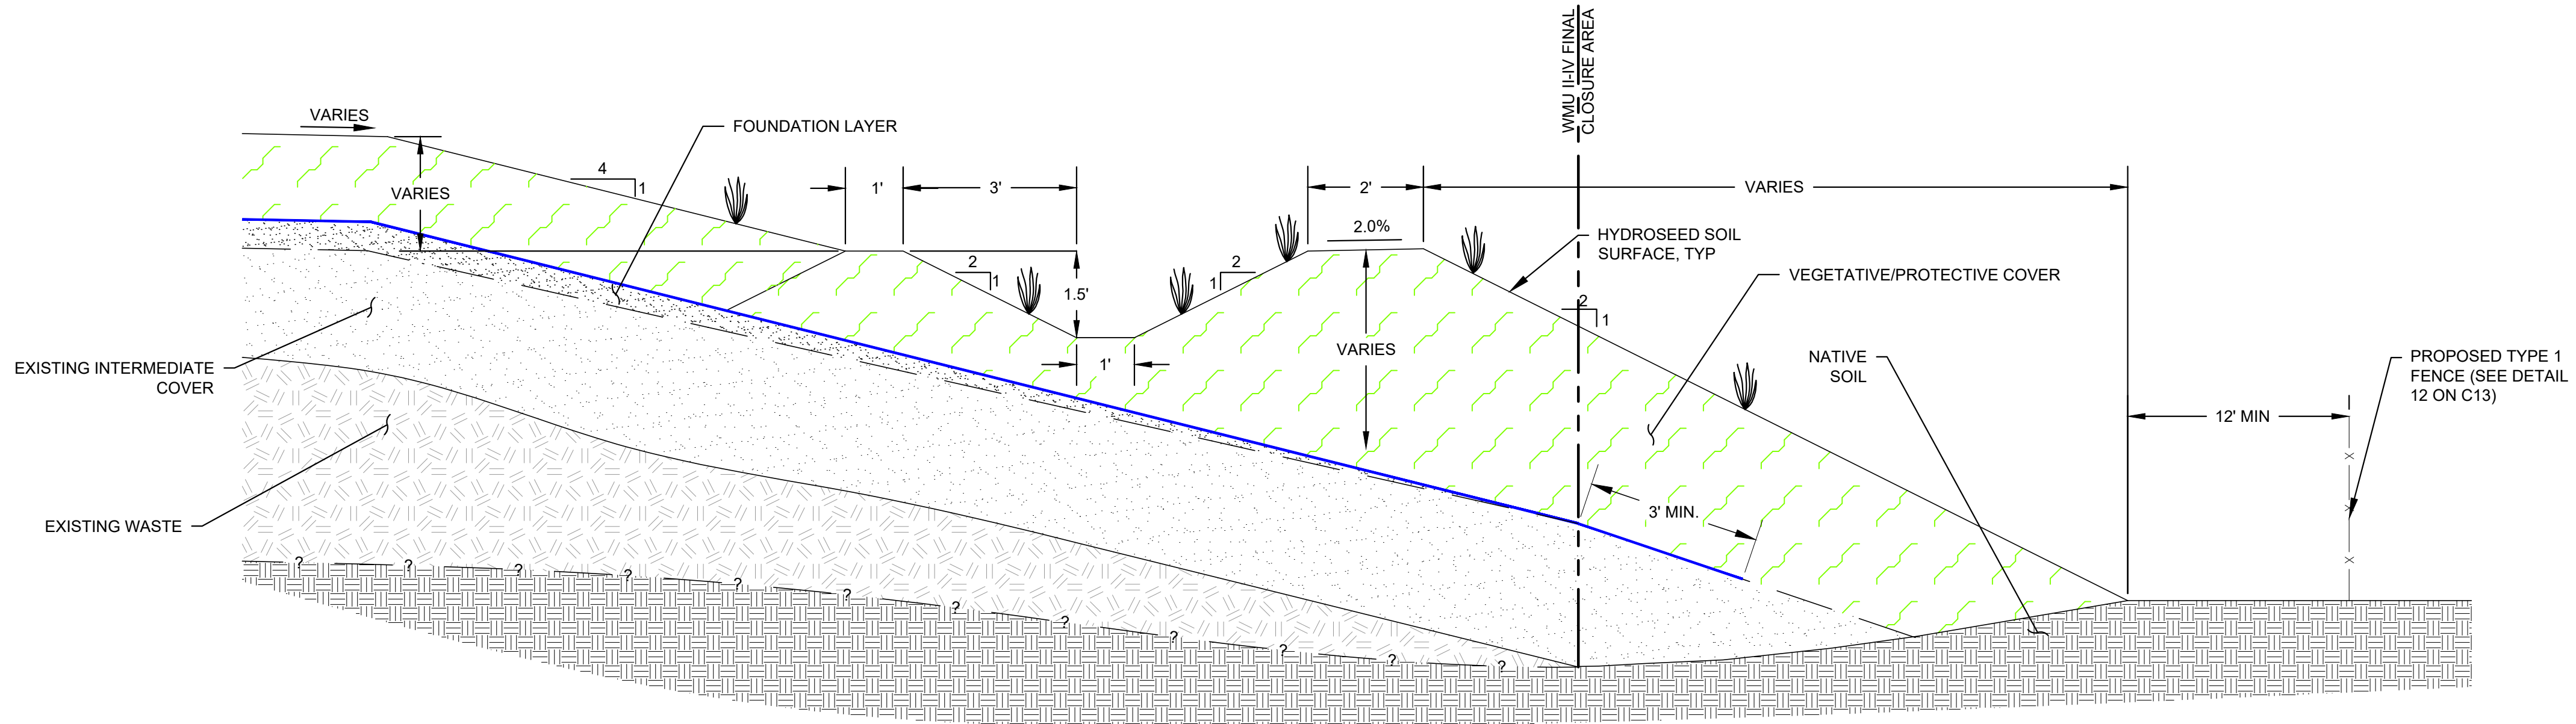 WMU II-IV FINAL
CLOSURE AREA
VARIES
FOUNDATION LAYER
4
1
VARIES
1'
3'
2'
VARIES
2.0%
HYDROSEED SOIL
SURFACE, TYP
2
1
2
1
1.5'
VEGETATIVE/PROTECTIVE COVER
2
1
EXISTING INTERMEDIATE
COVER
1'
VARIES
NATIVE
SOIL
PROPOSED TYPE 1
FENCE (SEE DETAIL
12 ON C13)
12' MIN
X
X
X
3' MIN.
EXISTING WASTE
? ? ? ? ? ? ? ? ? ? ? ?